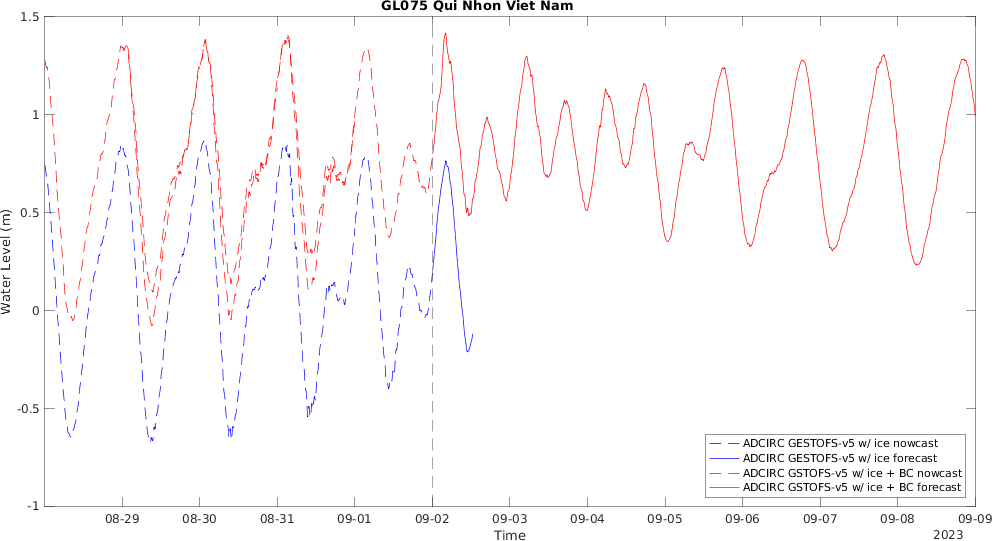 GL075 Qui Nhon Viet Nam
1.5
1
0.5
0
-0.5
-1
Water Level (m)
ADCIRC GESTOFS-v5 w/ ice nowcast
ADCIRC GESTOFS-v5 w/ ice forecast
ADCIRC GSTOFS-v5 w/ ice + BC nowcast
ADCIRC GSTOFS-v5 w/ ice + BC forecast
08-29 08-30 08-31 09-01 09-02 09-03 09-04 09-05 09-06 09-07 09-08 09-09
Time
2023